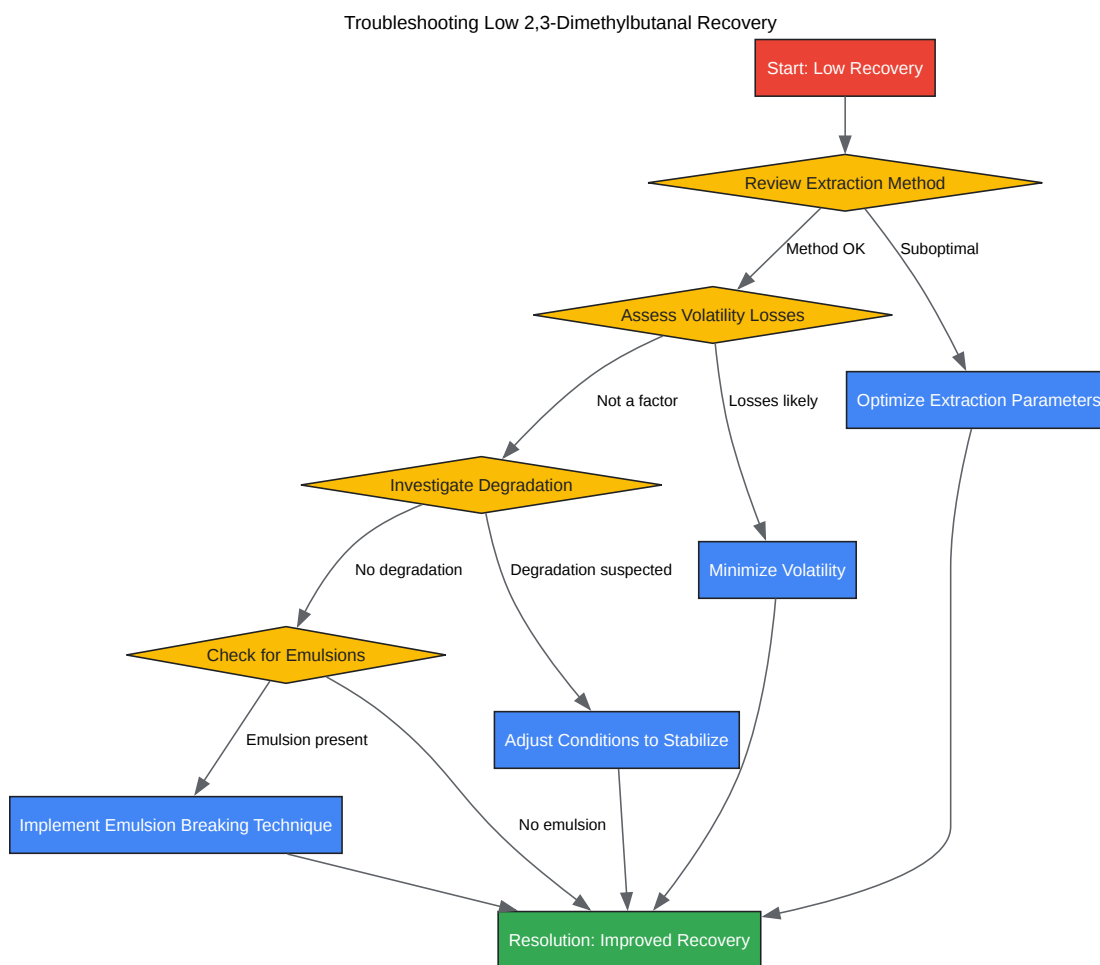 Troubleshooting Low 2,3-Dimethylbutanal Recovery
Start: Low Recovery
Review Extraction Method
Method OK
Suboptimal
Assess Volatility Losses
Optimize Extraction Parameters
Not a factor
Losses likely
Investigate Degradation
Minimize Volatility
No degradation
Degradation suspected
Check for Emulsions
Adjust Conditions to Stabilize
Emulsion present
Implement Emulsion Breaking Technique
No emulsion
Resolution: Improved Recovery